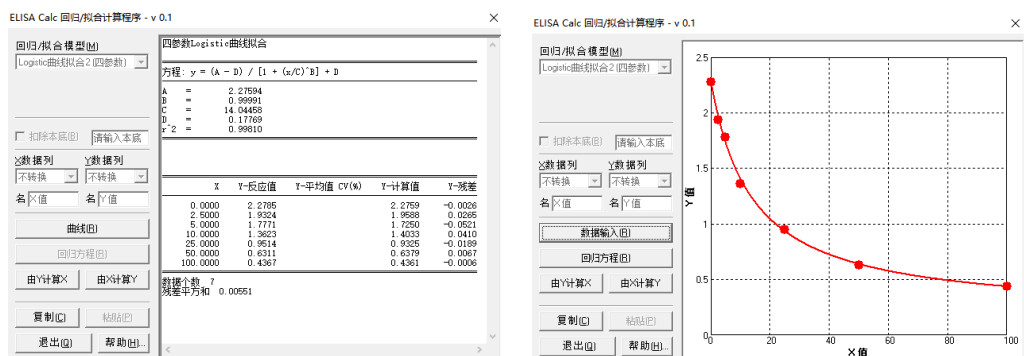 ELISA Calc 回归/拟合计算程序 - v 0.1
回归/拟合模型(M)
Logistic曲线拟合2 (四参数)
扣除本底(B) 请输入本底
X数据列 Y数据列
不转换 不转换
名 X值 名 Y值
曲线(R)
回归方程(R)
由Y计算X 由X计算Y
复制(C) 粘贴(P)
退出(Q) 帮助(H)...
四参数Logistic曲线拟合
方程: y = (A - D) / [1 + (x/C)^B] + D
A = 2.27594
B = 0.99991
C = 14.04458
D = 0.17769
r^2 = 0.99810
X Y-反应值 Y-平均值 CV(%) Y-计算值 Y-残差
0.0000 2.2785 2.2759 -0.0026
2.5000 1.9324 1.9588 0.0265
5.0000 1.7771 1.7250 -0.0521
10.0000 1.3623 1.4033 0.0410
25.0000 0.9514 0.9325 -0.0189
50.0000 0.6311 0.6379 0.0067
100.0000 0.4367 0.4361 -0.0006
数据个数 7
残差平方和 0.00551
ELISA Calc 回归/拟合计算程序 - v 0.1
回归/拟合模型(M)
Logistic曲线拟合2 (四参数)
扣除本底(B) 请输入本底
X数据列 Y数据列
不转换 不转换
名 X值 名 Y值
数据输入(R)
回归方程(R)
由Y计算X 由X计算Y
复制(C) 粘贴(P)
退出(Q) 帮助(H)...
2.5
2
1.5
1
0.5
0
Y值
0 20 40 60 80 100
X值